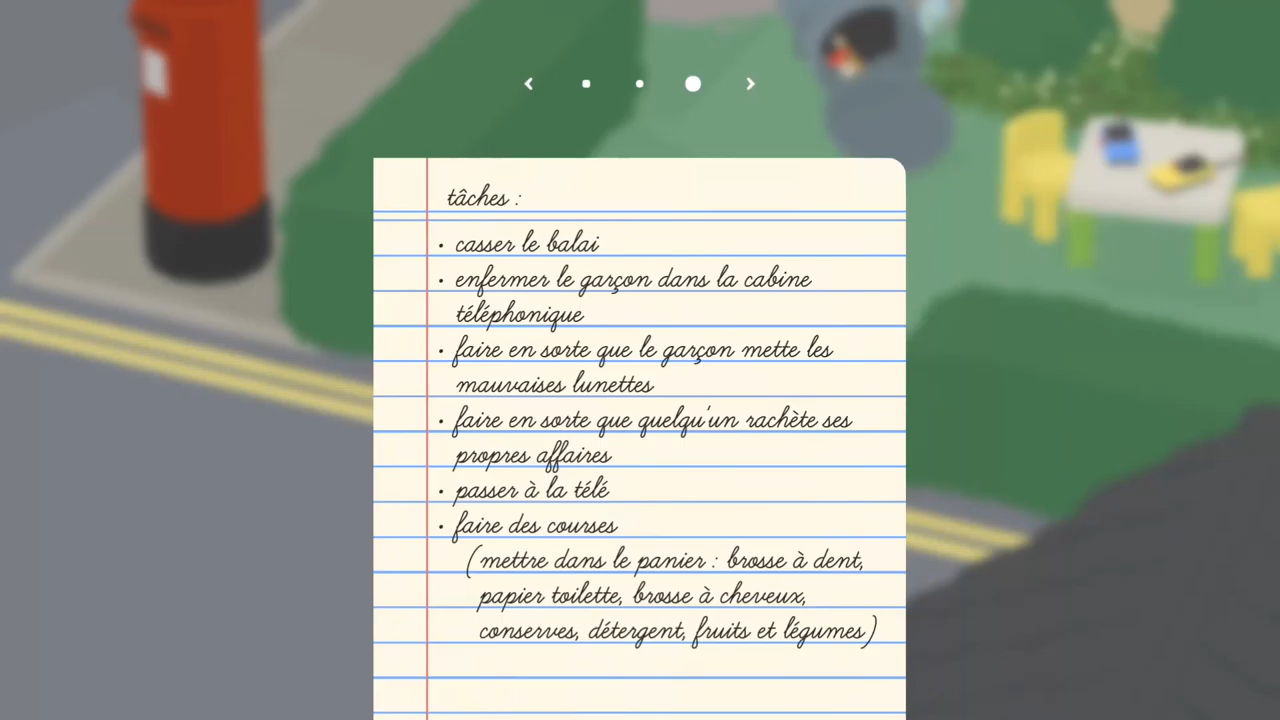 tâches :
• casser le balai
• enfermer le garçon dans la cabine
téléphonique
• faire en sorte que le garçon mette les
mauvaises lunettes
• faire en sorte que quelqu'un rachète ses
propres affaires
• passer à la télé
• faire des courses
(mettre dans le panier : brosse à dent,
papier toilette, brosse à cheveux,
conserves, détergent, fruits et légumes)